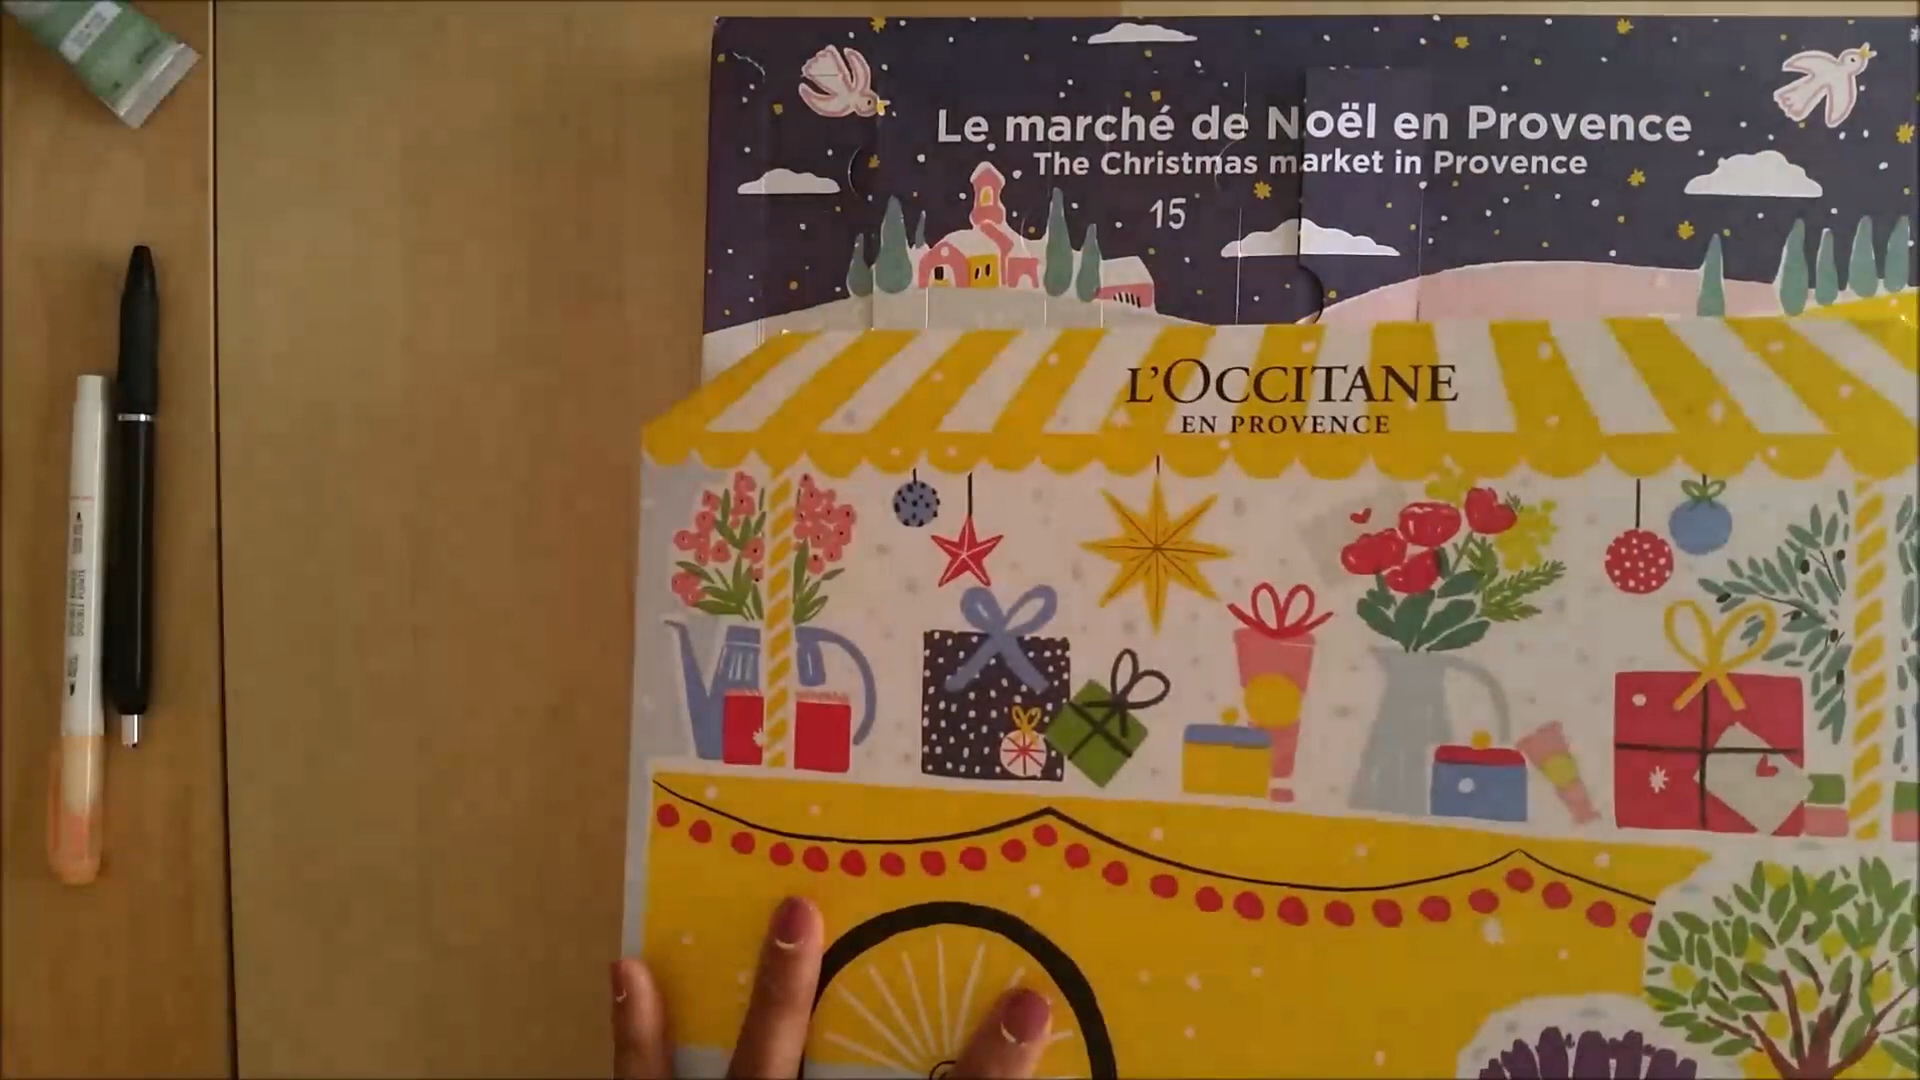 Le marché de Noël en Provence
The Christmas market in Provence
15
L'OCCITANE
EN PROVENCE